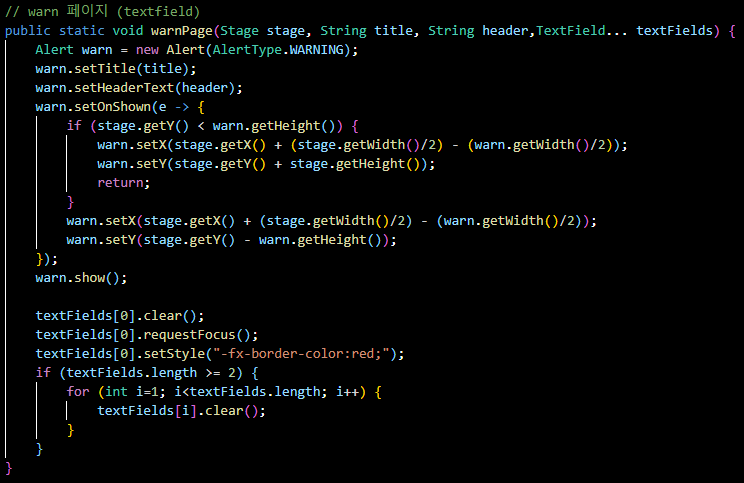 // warn 페이지 (textfield)
public static void warnPage(Stage stage, String title, String header,TextField... textFields) {
    Alert warn = new Alert(AlertType.WARNING);
    warn.setTitle(title);
    warn.setHeaderText(header);
    warn.setOnShown(e -> {
        if (stage.getY() < warn.getHeight()) {
            warn.setX(stage.getX() + (stage.getWidth()/2) - (warn.getWidth()/2));
            warn.setY(stage.getY() + stage.getHeight());
            return;
        }
        warn.setX(stage.getX() + (stage.getWidth()/2) - (warn.getWidth()/2));
        warn.setY(stage.getY() - warn.getHeight());
    });
    warn.show();

    textFields[0].clear();
    textFields[0].requestFocus();
    textFields[0].setStyle("-fx-border-color:red;");
    if (textFields.length >= 2) {
        for (int i=1; i<textFields.length; i++) {
            textFields[i].clear();
        }
    }
}